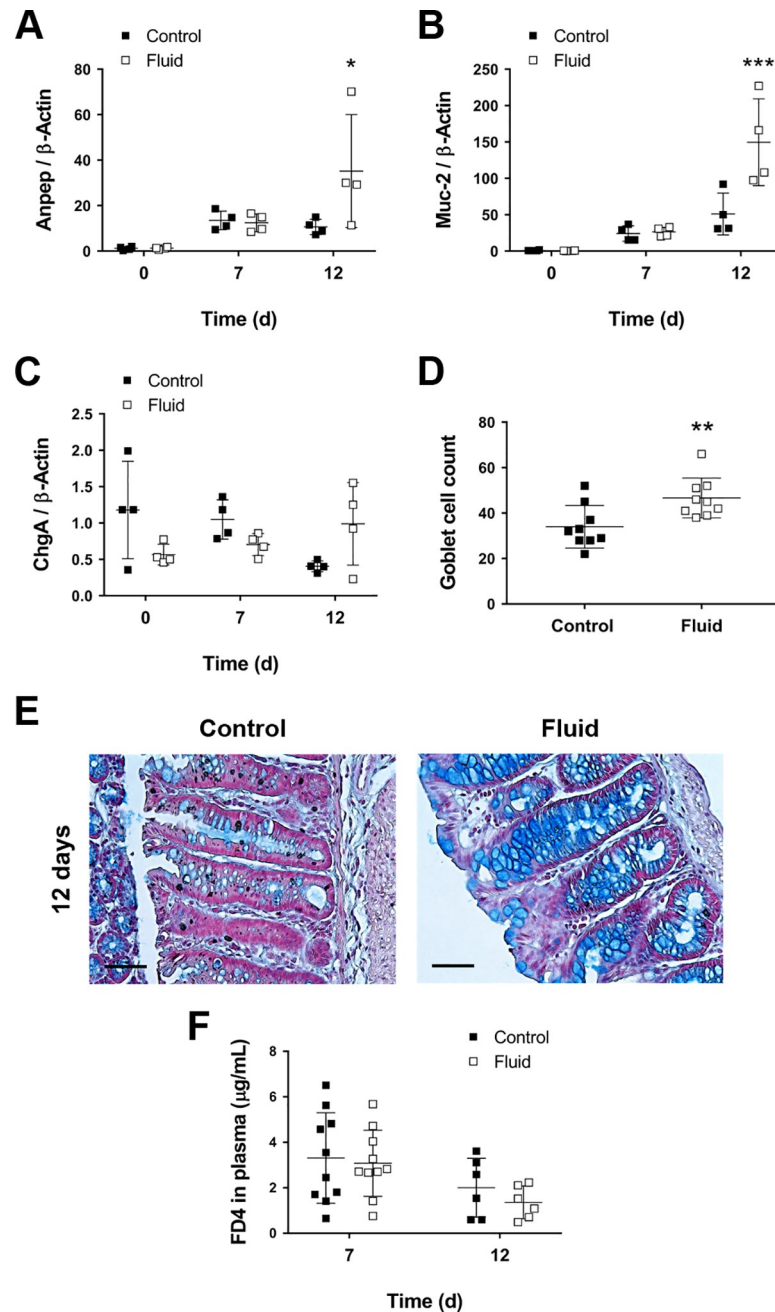 A
Control
Fluid
*
Anpep / β-Actin
80
60
40
20
0
0 7 12
Time (d)
B
Control
Fluid
***
Muc-2 / β-Actin
250
200
150
100
50
0
0 7 12
Time (d)
C
Control
Fluid
ChgA / β-Actin
2.5
2.0
1.5
1.0
0.5
0.0
0 7 12
Time (d)
D
**
Goblet cell count
80
60
40
20
0
Control Fluid
E
Control Fluid
12 days
F
Control
Fluid
FD4 in plasma (µg/mL)
8
6
4
2
0
7 12
Time (d)